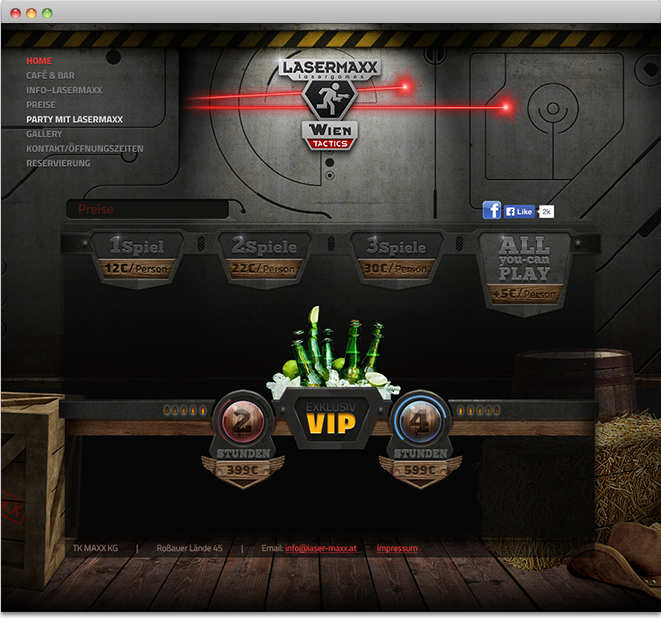 HOME
CAFÉ & BAR
INFO–LASERMAXX
PREISE
PARTY MIT LASERMAXX
GALLERY
KONTAKT/ÖFFNUNGSZEITEN
RESERVIERUNG
LASERMAXX
lasergames
WIEN
TACTICS
Preise
f Like 2k
1Spiel
12€/Person
2Spiele
22€/Person
3Spiele
30€/Person
ALL
you-can
PLAY
+5€/Person
EXKLUSIV
VIP
2
STUNDEN
399€
4
STUNDEN
599€
TK MAXX KG | Roßauer Lände 45 | Email: info@laser-maxx.at Impressum